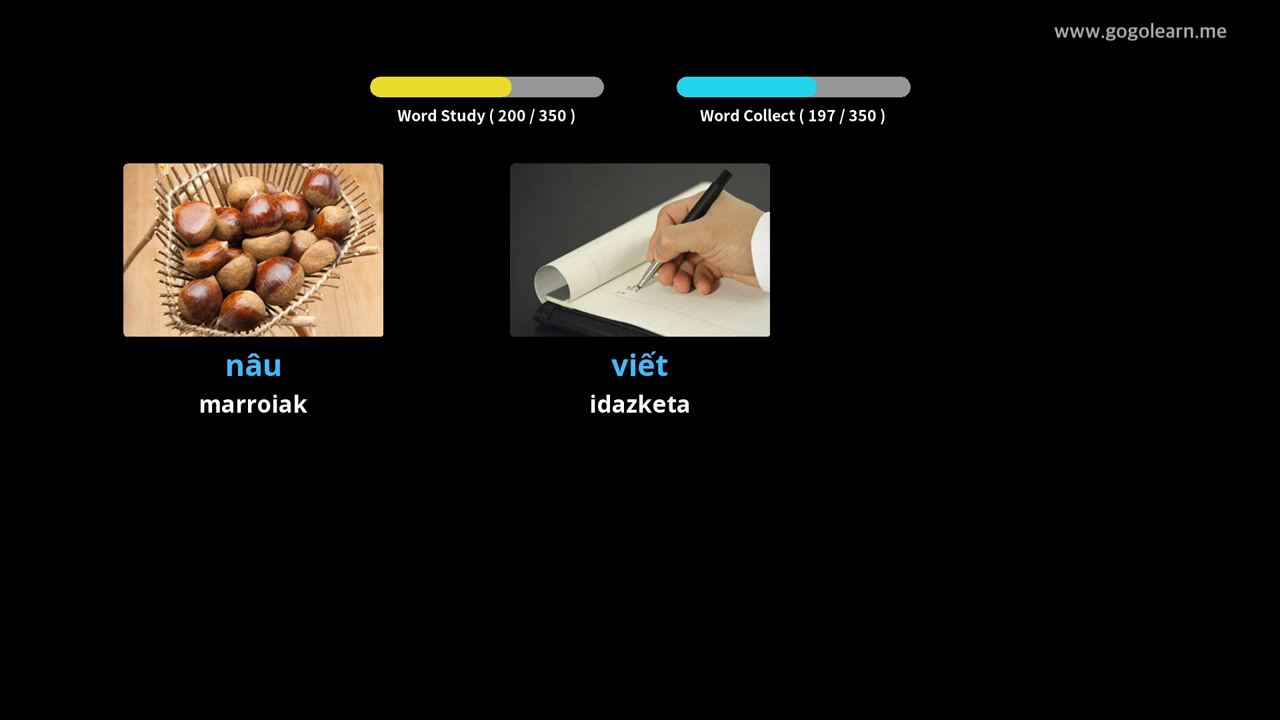 www.gogolearn.me
Word Study ( 200 / 350 )
Word Collect ( 197 / 350 )
nâu
marroiak
viết
idazketa